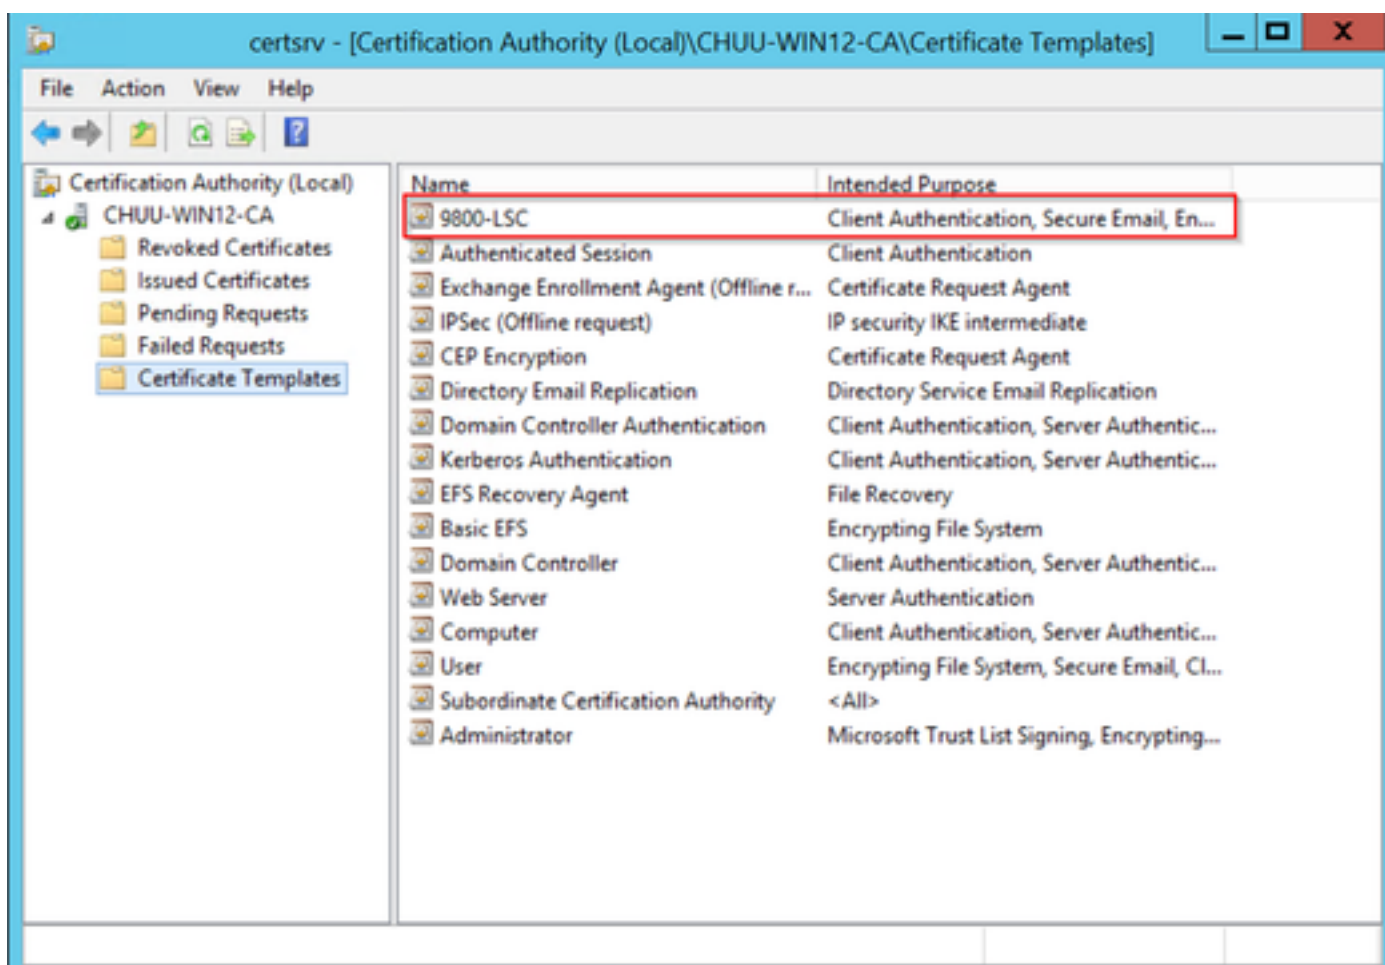 certsrv - [Certification Authority (Local)\CHUU-WIN12-CA\Certificate Templates]
File Action View Help
Certification Authority (Local)
CHUU-WIN12-CA
Revoked Certificates
Issued Certificates
Pending Requests
Failed Requests
Certificate Templates
Name Intended Purpose
9800-LSC Client Authentication, Secure Email, En...
Authenticated Session Client Authentication
Exchange Enrollment Agent (Offline r... Certificate Request Agent
IPSec (Offline request) IP security IKE intermediate
CEP Encryption Certificate Request Agent
Directory Email Replication Directory Service Email Replication
Domain Controller Authentication Client Authentication, Server Authentic...
Kerberos Authentication Client Authentication, Server Authentic...
EFS Recovery Agent File Recovery
Basic EFS Encrypting File System
Domain Controller Client Authentication, Server Authentic...
Web Server Server Authentication
Computer Client Authentication, Server Authentic...
User Encrypting File System, Secure Email, Cl...
Subordinate Certification Authority <All>
Administrator Microsoft Trust List Signing, Encrypting...